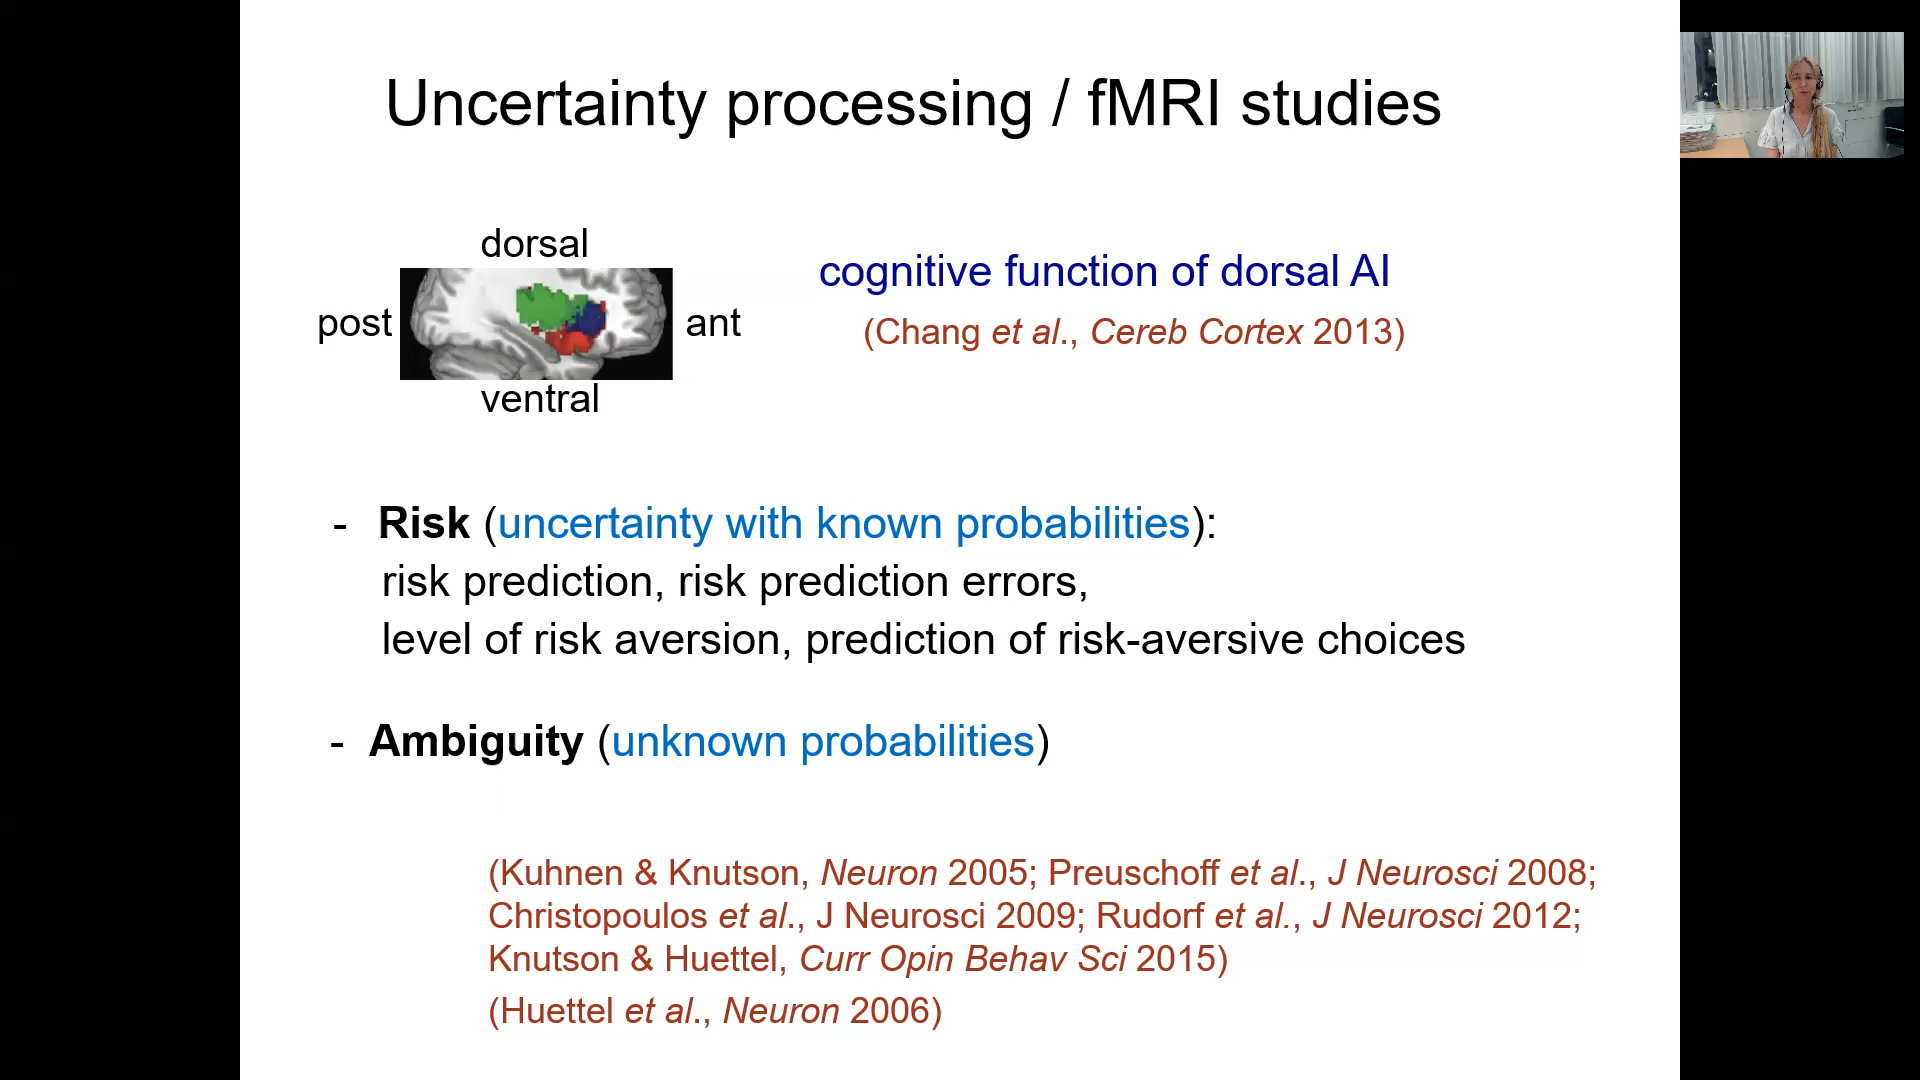 Uncertainty processing / fMRI studies
dorsal
post
ant
ventral
cognitive function of dorsal AI
(Chang et al., Cereb Cortex 2013)
- Risk (uncertainty with known probabilities):
risk prediction, risk prediction errors,
level of risk aversion, prediction of risk-aversive choices
- Ambiguity (unknown probabilities)
(Kuhnen & Knutson, Neuron 2005; Preuschoff et al., J Neurosci 2008;
Christopoulos et al., J Neurosci 2009; Rudorf et al., J Neurosci 2012;
Knutson & Huettel, Curr Opin Behav Sci 2015)
(Huettel et al., Neuron 2006)